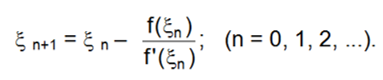 ξ n+1 = ξ n − f(ξn) / f'(ξn); (n = 0, 1, 2, ...).